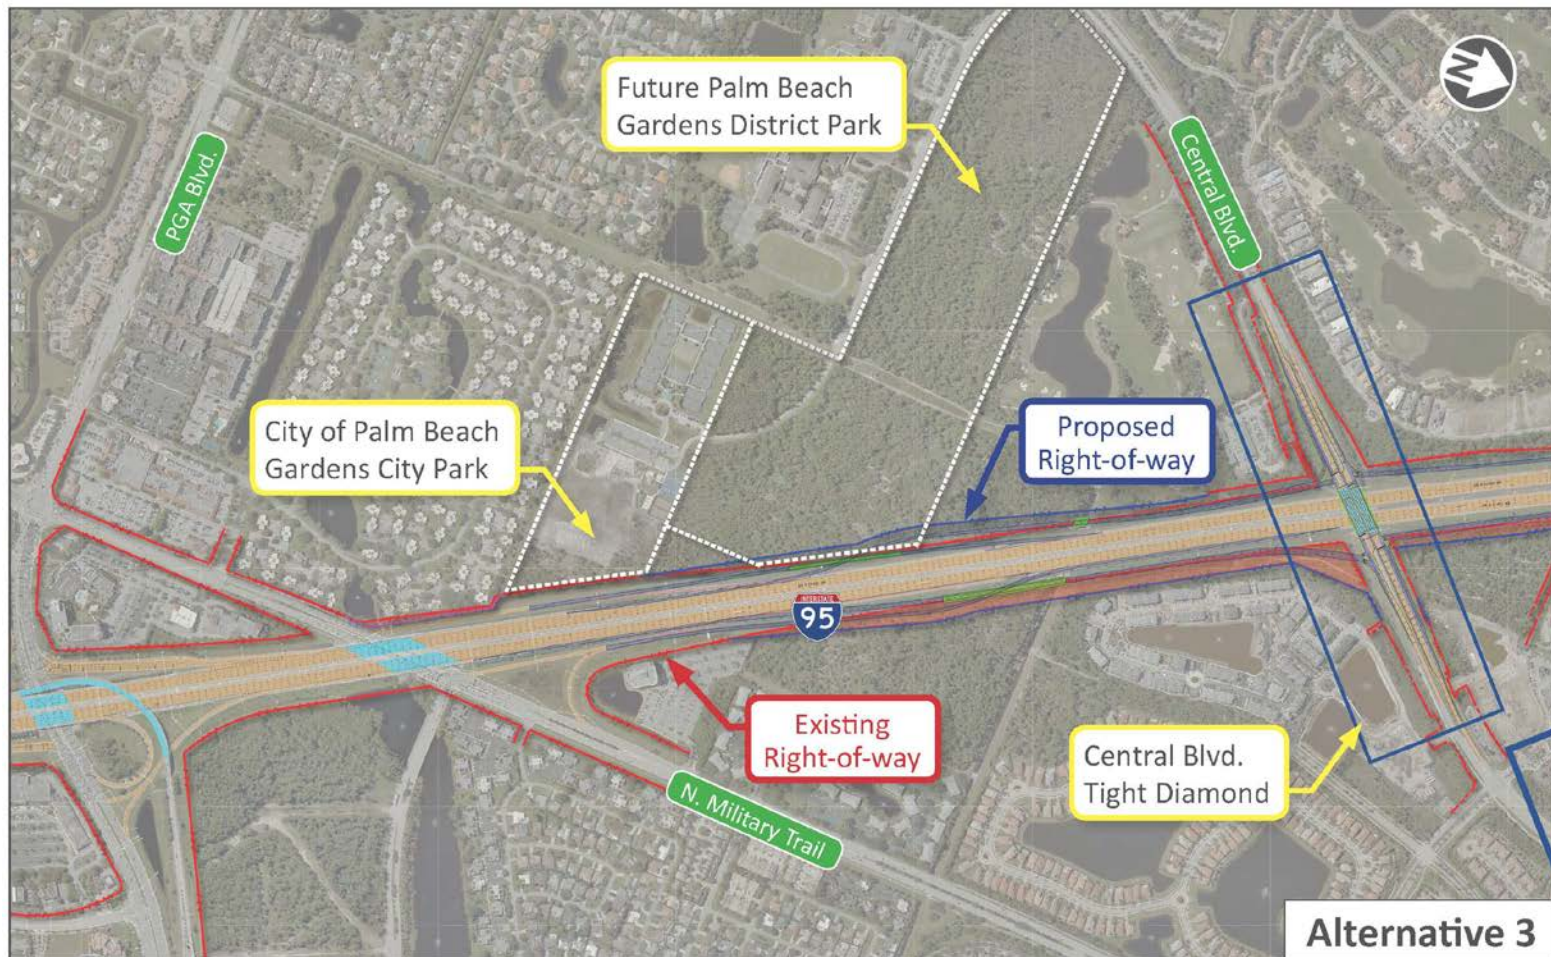 N
Future Palm Beach
Gardens District Park
PGA Blvd.
Central Blvd.
City of Palm Beach
Gardens City Park
Proposed
Right-of-way
INTERSTATE
95
Existing
Right-of-way
Central Blvd.
Tight Diamond
N. Military Trail
Alternative 3